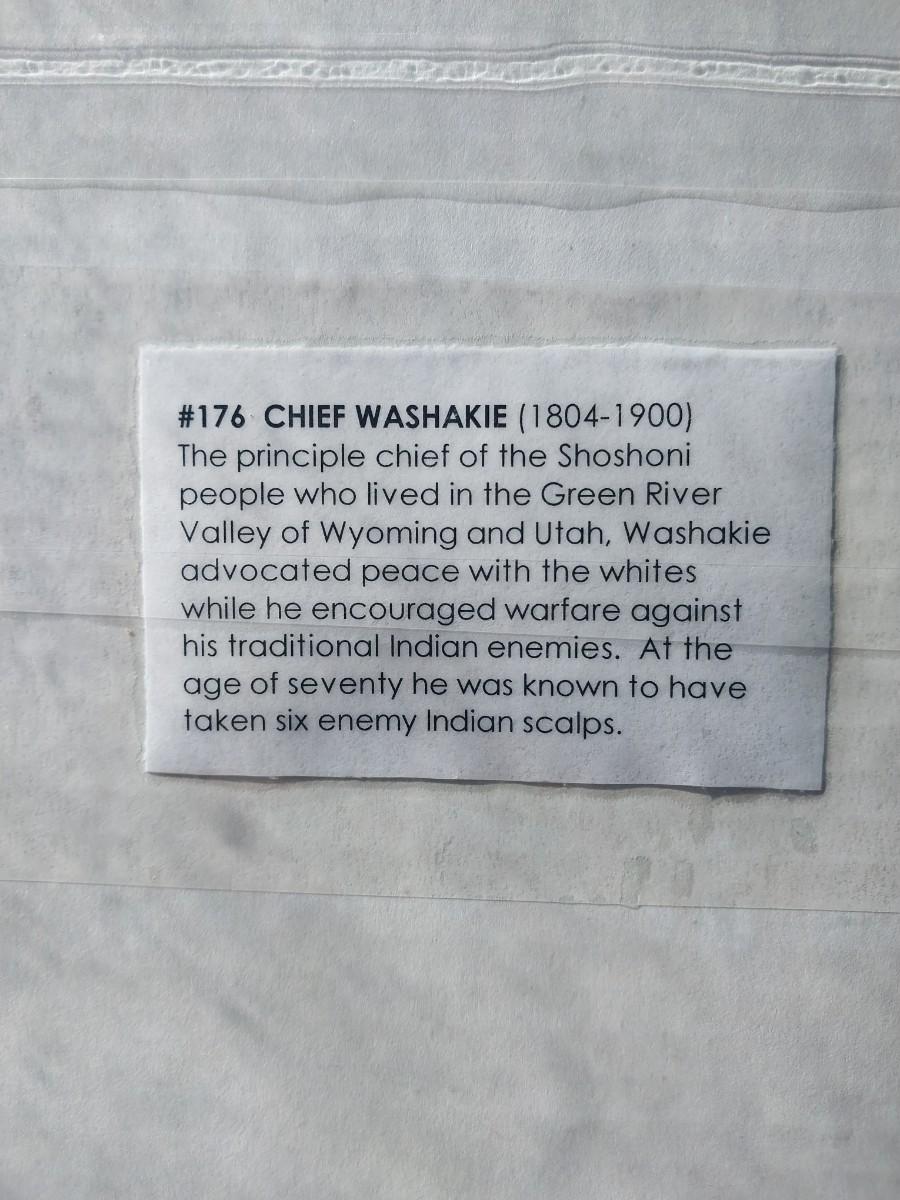 #176 CHIEF WASHAKIE (1804-1900)
The principle chief of the Shoshoni
people who lived in the Green River
Valley of Wyoming and Utah, Washakie
advocated peace with the whites
while he encouraged warfare against
his traditional Indian enemies.  At the
age of seventy he was known to have
taken six enemy Indian scalps.